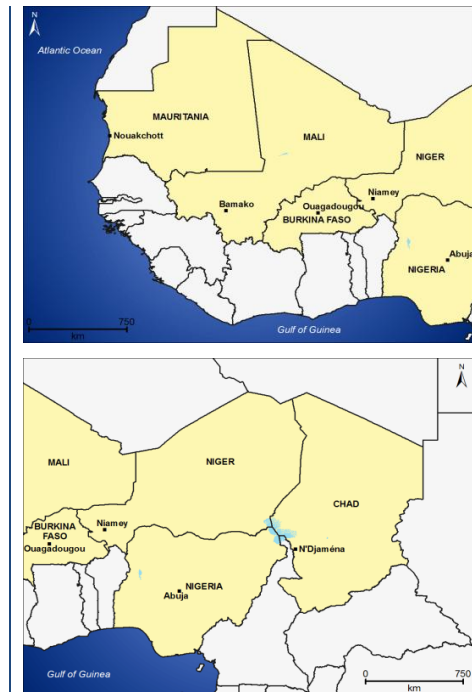 N
Atlantic Ocean
MAURITANIA
Nouakchott
MALI
NIGER
Bamako
Ouagadougou
Niamey
BURKINA FASO
Abuja
NIGERIA
0 750
km
Gulf of Guinea
N
MALI
NIGER
CHAD
BURKINA
FASO
Niamey
Ouagadougou
N'Djaména
NIGERIA
Abuja
Gulf of Guinea
0 750
km